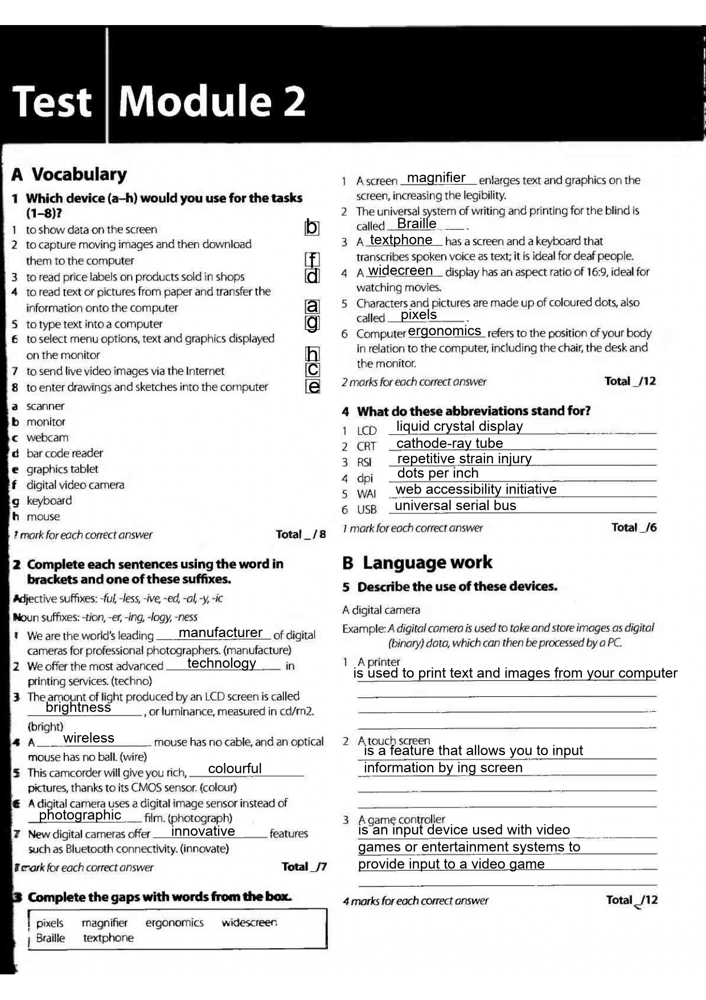 Test Module 2
A Vocabulary
1 Which device (a–h) would you use for the tasks
(1–8)?
1 to show data on the screen b
2 to capture moving images and then download
them to the computer f
3 to read price labels on products sold in shops d
4 to read text or pictures from paper and transfer the
information onto the computer a
5 to type text into a computer g
6 to select menu options, text and graphics displayed
on the monitor h
7 to send live video images via the Internet c
8 to enter drawings and sketches into the computer e
a scanner
b monitor
c webcam
d bar code reader
e graphics tablet
f digital video camera
g keyboard
h mouse
1 mark for each correct answer Total _ / 8
2 Complete each sentences using the word in
brackets and one of these suffixes.
Adjective suffixes: -ful, -less, -ive, -ed, -al, -y, -ic
Noun suffixes: -tion, -er, -ing, -logy, -ness
1 We are the world's leading manufacturer of digital
cameras for professional photographers. (manufacture)
2 We offer the most advanced technology in
printing services. (techno)
3 The amount of light produced by an LCD screen is called
brightness , or luminance, measured in cd/m2.
(bright)
4 A wireless mouse has no cable, and an optical
mouse has no ball. (wire)
5 This camcorder will give you rich, colourful
pictures, thanks to its CMOS sensor. (colour)
6 A digital camera uses a digital image sensor instead of
photographic film. (photograph)
7 New digital cameras offer innovative features
such as Bluetooth connectivity. (innovate)
mark for each correct answer Total _/7
3 Complete the gaps with words from the box.
pixels magnifier ergonomics widescreen
Braille textphone
1 A screen magnifier enlarges text and graphics on the
screen, increasing the legibility.
2 The universal system of writing and printing for the blind is
called Braille .
3 A textphone has a screen and a keyboard that
transcribes spoken voice as text; it is ideal for deaf people.
4 A widecreen display has an aspect ratio of 16:9, ideal for
watching movies.
5 Characters and pictures are made up of coloured dots, also
called pixels .
6 Computer ergonomics refers to the position of your body
in relation to the computer, including the chair, the desk and
the monitor.
2 marks for each correct answer Total _/12
4 What do these abbreviations stand for?
1 LCD liquid crystal display
2 CRT cathode-ray tube
3 RSI repetitive strain injury
4 dpi dots per inch
5 WAI web accessibility initiative
6 USB universal serial bus
1 mark for each correct answer Total _/6
B Language work
5 Describe the use of these devices.
A digital camera
Example: A digital camera is used to take and store images as digital
(binary) data, which can then be processed by a PC.
1 A printer
is used to print text and images from your computer
2 A touch screen
is a feature that allows you to input
information by ing screen
3 A game controller
is an input device used with video
games or entertainment systems to
provide input to a video game
4 marks for each correct answer Total _/12